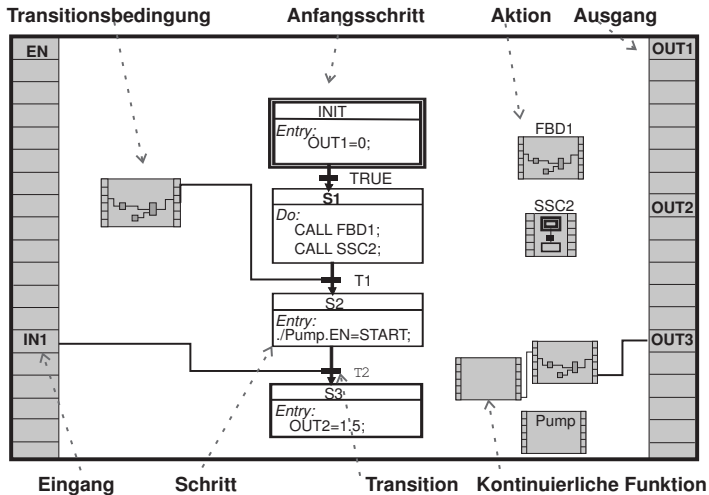 Transitionsbedingung Anfangsschritt Aktion Ausgang
EN OUT1
INIT
Entry:
OUT1=0;
FBD1
TRUE
S1
Do:
CALL FBD1;
CALL SSC2;
SSC2
OUT2
T1
S2
Entry:
./Pump.EN=START;
IN1 OUT3
T2
S3
Entry:
OUT2=1.5;
Pump
Eingang Schritt Transition Kontinuierliche Funktion